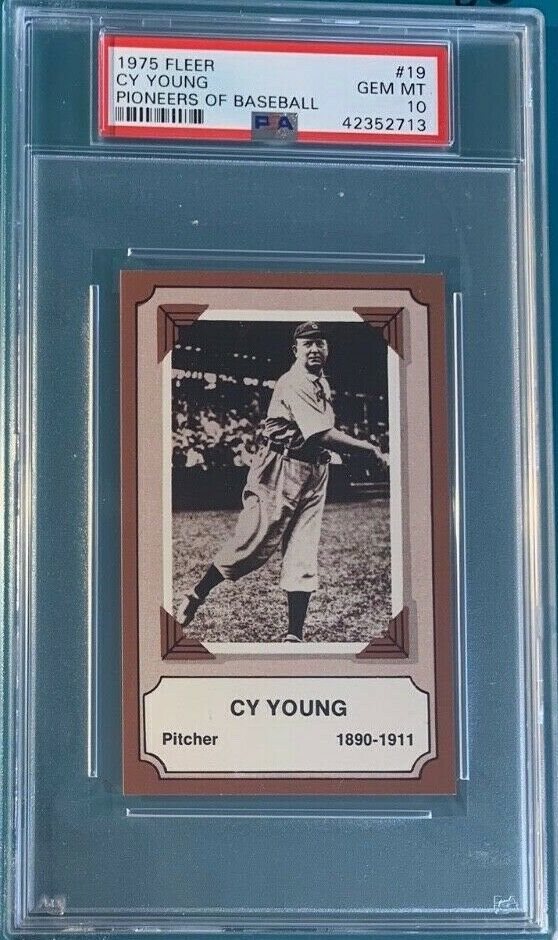 1975 FLEER #19
CY YOUNG GEM MT
PIONEERS OF BASEBALL 10
PSA 42352713
CY YOUNG
Pitcher 1890-1911